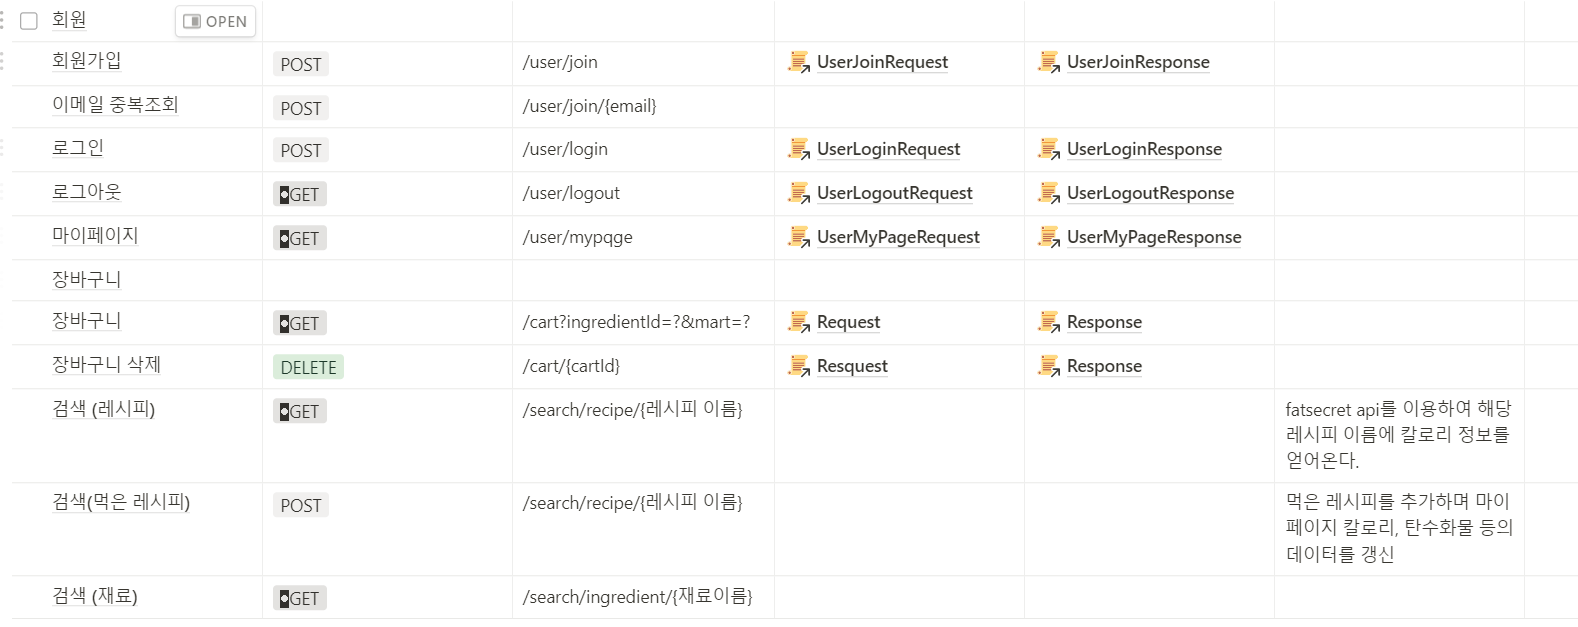 회원 OPEN
회원가입 POST /user/join UserJoinRequest UserJoinResponse
이메일 중복조회 POST /user/join/{email}
로그인 POST /user/login UserLoginRequest UserLoginResponse
로그아웃 GET /user/logout UserLogoutRequest UserLogoutResponse
마이페이지 GET /user/mypqge UserMyPageRequest UserMyPageResponse
장바구니
장바구니 GET /cart?ingredientId=?&mart=? Request Response
장바구니 삭제 DELETE /cart/{cartId} Resquest Response
검색 (레시피) GET /search/recipe/{레시피 이름} fatsecret api를 이용하여 해당
레시피 이름에 칼로리 정보를
얻어온다.
검색(먹은 레시피) POST /search/recipe/{레시피 이름} 먹은 레시피를 추가하며 마이
페이지 칼로리, 탄수화물 등의
데이터를 갱신
검색 (재료) GET /search/ingredient/{재료이름}